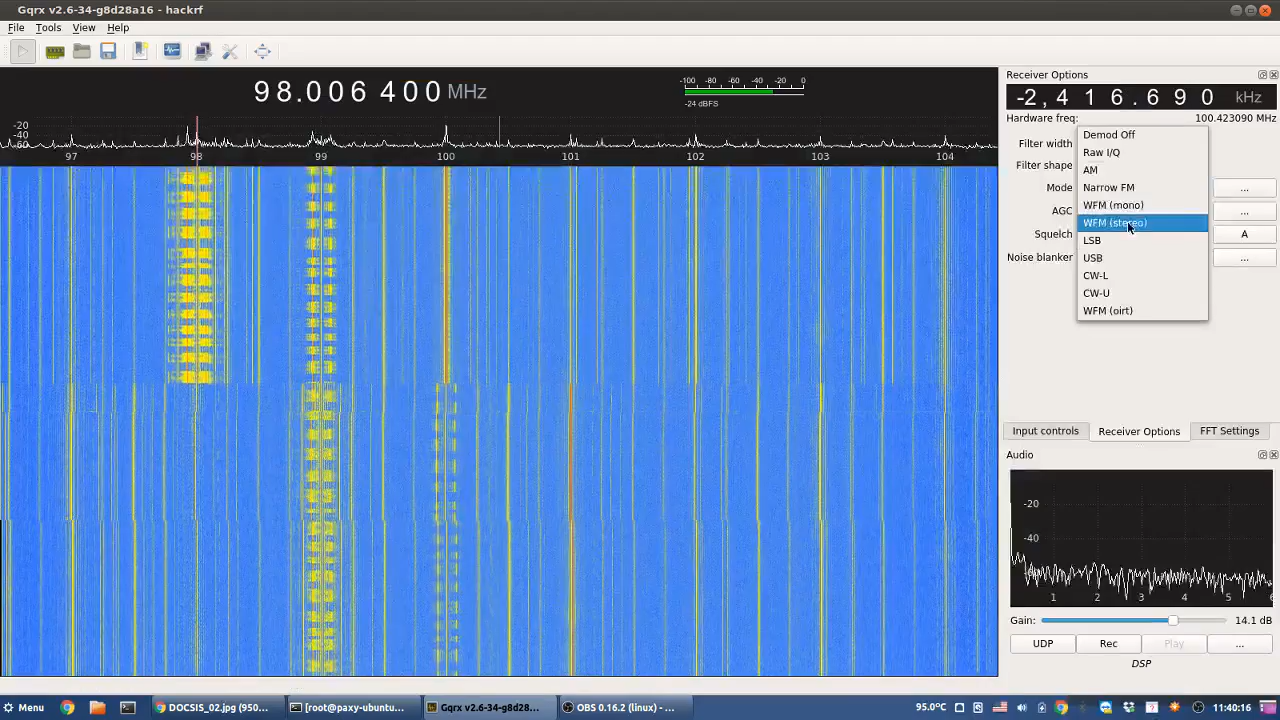 Gqrx v2.6-34-g8d28a16 - hackrf
File Tools View Help
98.006 400 MHz
-100 -80 -60 -40 -20 0
-24 dBFS
-20
-40
-60
97 98 99 100 101 102 103 104
Receiver Options
-2,416.690 kHz
Hardware freq: 100.423090 MHz
Filter width
Filter shape
Mode ...
AGC ...
Squelch A
Noise blanker ...
Demod Off
Raw I/Q
AM
Narrow FM
WFM (mono)
WFM (stereo)
LSB
USB
CW-L
CW-U
WFM (oirt)
Input controls Receiver Options FFT Settings
Audio
-20
-40
1 2 3 4 5
Gain: 14.1 dB
UDP Rec Play ...
DSP
Menu DOCSIS_02.jpg (950... [root@paxy-ubuntu... Gqrx v2.6-34-g8d28... OBS 0.16.2 (linux) - ... 95.0°C 11:40:16